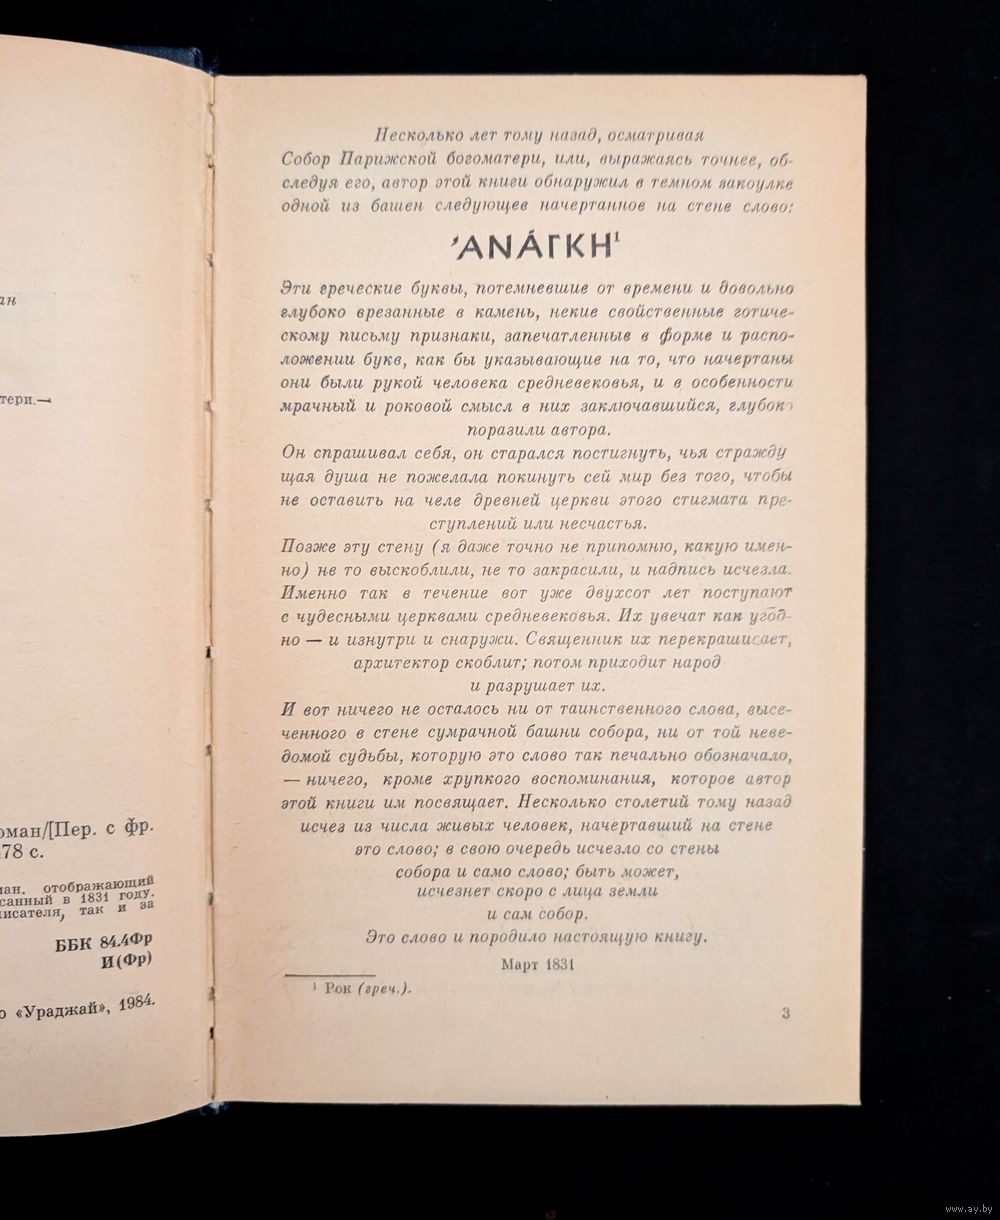 ан
тери.—
оман/[Пер. с фр.
78 с.
ман, отображающий
санный в 1831 году.
исателя, так и за
ББК 84.4Фр
И(Фр)
о «Ураджай», 1984.
Несколько лет тому назад, осматривая
Собор Парижской богоматери, или, выражаясь точнее, об-
следуя его, автор этой книги обнаружил в темном закоулке
одной из башен следующее начертанное на стене слово:
’ΑΝΆΓΚΗ¹
Эти греческие буквы, потемневшие от времени и довольно
глубоко врезанные в камень, некие свойственные готиче-
скому письму признаки, запечатленные в форме и распо-
ложении букв, как бы указывающие на то, что начертаны
они были рукой человека средневековья, и в особенности
мрачный и роковой смысл в них заключавшийся, глубоко
поразили автора.
Он спрашивал себя, он старался постигнуть, чья стражду
щая душа не пожелала покинуть сей мир без того, чтобы
не оставить на челе древней церкви этого стигмата пре-
ступлений или несчастья.
Позже эту стену (я даже точно не припомню, какую имен-
но) не то выскоблили, не то закрасили, и надпись исчезла.
Именно так в течение вот уже двухсот лет поступают
с чудесными церквами средневековья. Их увечат как угод-
но — и изнутри и снаружи. Священник их перекрашивает,
архитектор скоблит; потом приходит народ
и разрушает их.
И вот ничего не осталось ни от таинственного слова, высе-
ченного в стене сумрачной башни собора, ни от той неве-
домой судьбы, которую это слово так печально обозначало,
— ничего, кроме хрупкого воспоминания, которое автор
этой книги им посвящает. Несколько столетий тому назад
исчез из числа живых человек, начертавший на стене
это слово; в свою очередь исчезло со стены
собора и само слово; быть может,
исчезнет скоро с лица земли
и сам собор.
Это слово и породило настоящую книгу.
Март 1831
¹ Рок (греч.).
3
www.ay.by